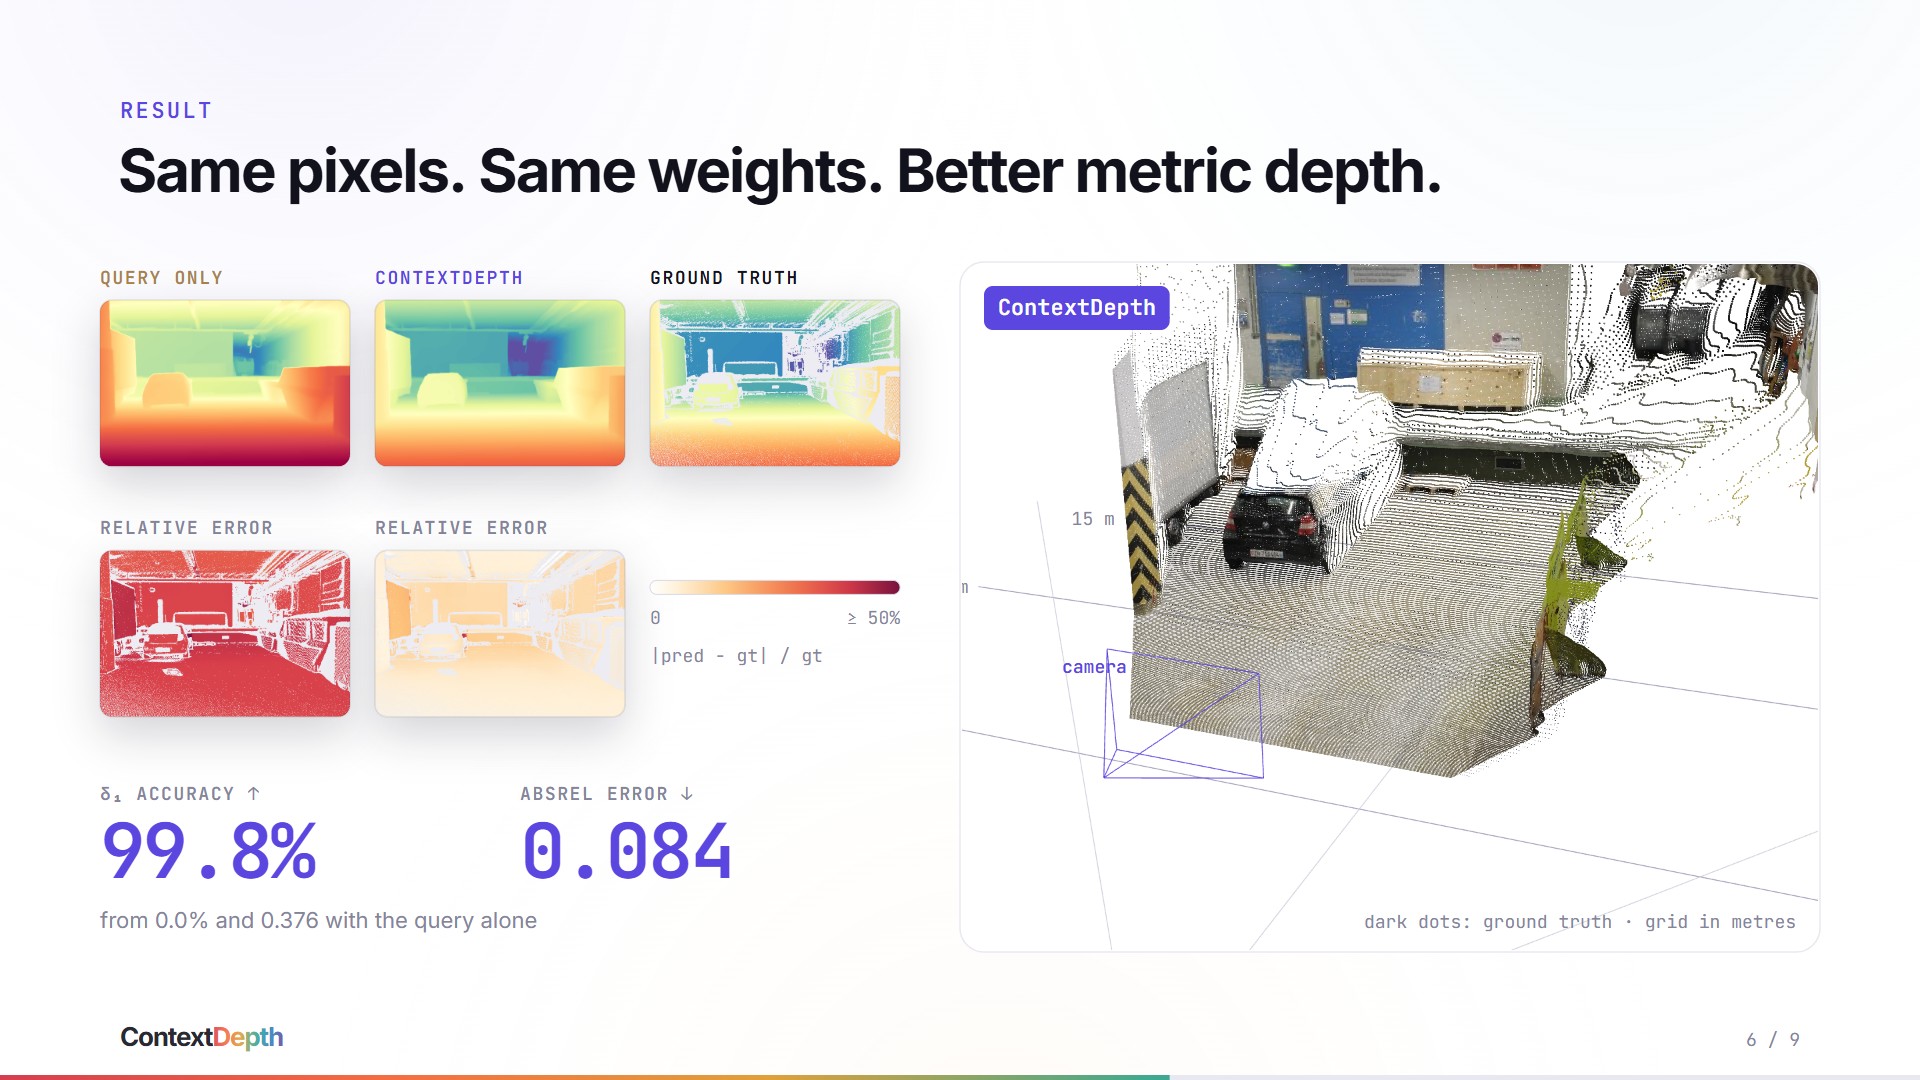 RESULT
Same pixels. Same weights. Better metric depth.
QUERY ONLY
CONTEXTDEPTH
GROUND TRUTH
RELATIVE ERROR
RELATIVE ERROR
0
≥ 50%
|pred - gt| / gt
δ₁ ACCURACY ↑
99.8%
ABSREL ERROR ↓
0.084
from 0.0% and 0.376 with the query alone
ContextDepth
15 m
m
camera
dark dots: ground truth · grid in metres
ContextDepth
6 / 9